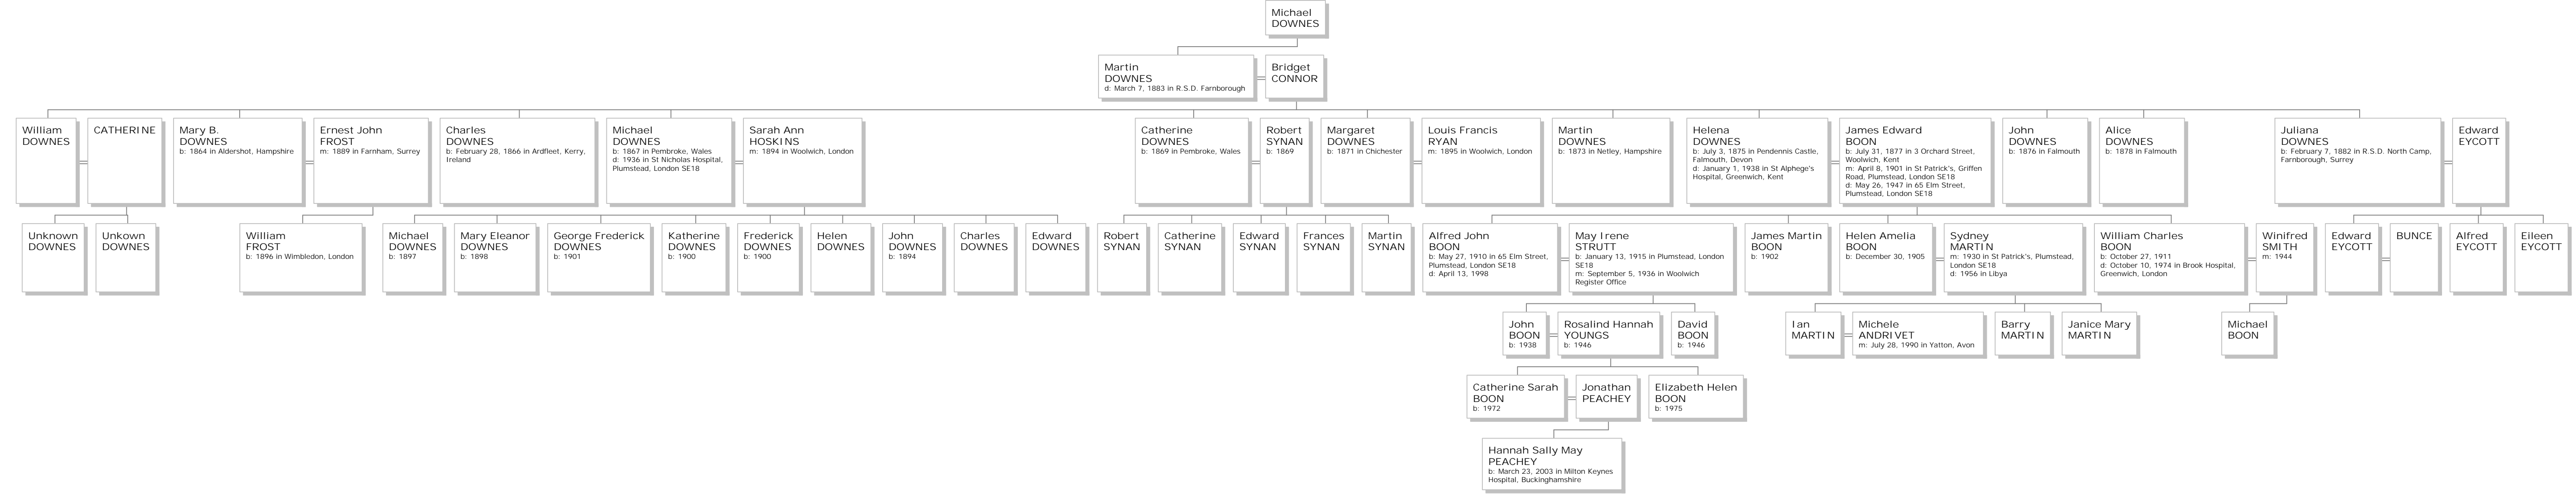 Michael
DOWNES
Martin
DOWNES
d: March 7, 1883 in R.S.D. Farnborough
Bridget
CONNOR
William
DOWNES
CATHERINE
Mary B.
DOWNES
b: 1864 in Aldershot, Hampshire
Ernest John
FROST
m: 1889 in Farnham, Surrey
Charles
DOWNES
b: February 28, 1866 in Ardfleet, Kerry,
Ireland
Michael
DOWNES
b: 1867 in Pembroke, Wales
d: 1936 in St Nicholas Hospital,
Plumstead, London SE18
Sarah Ann
HOSKINS
m: 1894 in Woolwich, London
Catherine
DOWNES
b: 1869 in Pembroke, Wales
Robert
SYNAN
b: 1869
Margaret
DOWNES
b: 1871 in Chichester
Louis Francis
RYAN
m: 1895 in Woolwich, London
Martin
DOWNES
b: 1873 in Netley, Hampshire
Helena
DOWNES
b: July 3, 1875 in Pendennis Castle,
Falmouth, Devon
d: January 1, 1938 in St Alphege's
Hospital, Greenwich, Kent
James Edward
BOON
b: July 31, 1877 in 3 Orchard Street,
Woolwich, Kent
m: April 8, 1901 in St Patrick's, Griffen
Road, Plumstead, London SE18
d: May 26, 1947 in 65 Elm Street,
Plumstead, London SE18
John
DOWNES
b: 1876 in Falmouth
Alice
DOWNES
b: 1878 in Falmouth
Juliana
DOWNES
b: February 7, 1882 in R.S.D. North Camp,
Farnborough, Surrey
Edward
EYCOTT
Unknown
DOWNES
Unkown
DOWNES
William
FROST
b: 1896 in Wimbledon, London
Michael
DOWNES
b: 1897
Mary Eleanor
DOWNES
b: 1898
George Frederick
DOWNES
b: 1901
Katherine
DOWNES
b: 1900
Frederick
DOWNES
b: 1900
Helen
DOWNES
John
DOWNES
b: 1894
Charles
DOWNES
Edward
DOWNES
Robert
SYNAN
Catherine
SYNAN
Edward
SYNAN
Frances
SYNAN
Martin
SYNAN
Alfred John
BOON
b: May 27, 1910 in 65 Elm Street,
Plumstead, London SE18
d: April 13, 1998
May Irene
STRUTT
b: January 13, 1915 in Plumstead, London
SE18
m: September 5, 1936 in Woolwich
Register Office
James Martin
BOON
b: 1902
Helen Amelia
BOON
b: December 30, 1905
Sydney
MARTIN
m: 1930 in St Patrick's, Plumstead,
London SE18
d: 1956 in Libya
William Charles
BOON
b: October 27, 1911
d: October 10, 1974 in Brook Hospital,
Greenwich, London
Winifred
SMITH
m: 1944
Edward
EYCOTT
BUNCE
Alfred
EYCOTT
Eileen
EYCOTT
John
BOON
b: 1938
Rosalind Hannah
YOUNGS
b: 1946
David
BOON
b: 1946
Ian
MARTIN
Michele
ANDRIVET
m: July 28, 1990 in Yatton, Avon
Barry
MARTIN
Janice Mary
MARTIN
Michael
BOON
Catherine Sarah
BOON
b: 1972
Jonathan
PEACHEY
Elizabeth Helen
BOON
b: 1975
Hannah Sally May
PEACHEY
b: March 23, 2003 in Milton Keynes
Hospital, Buckinghamshire